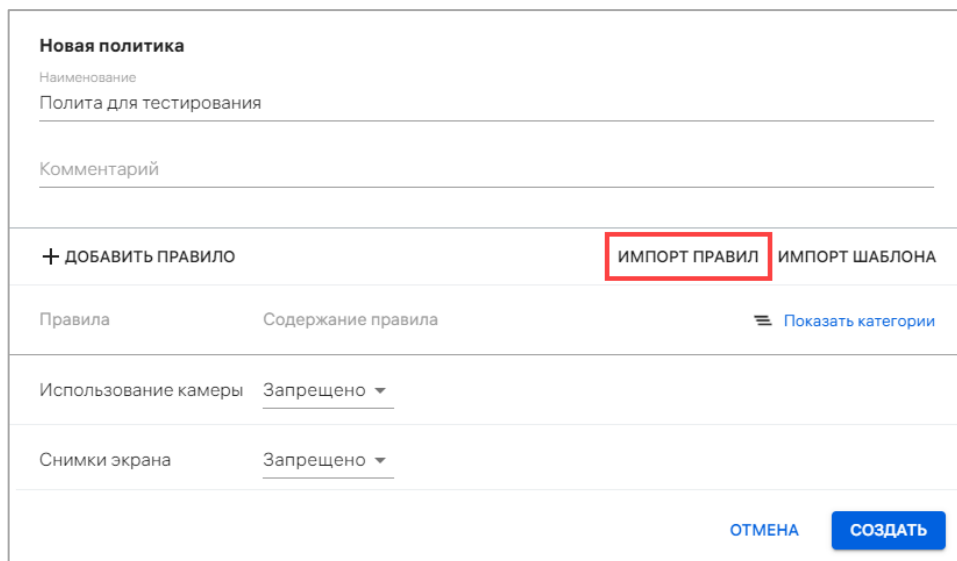 Новая политика
Наименование
Полита для тестирования
Комментарий
+ ДОБАВИТЬ ПРАВИЛО ИМПОРТ ПРАВИЛ ИМПОРТ ШАБЛОНА
Правила Содержание правила Показать категории
Использование камеры Запрещено
Снимки экрана Запрещено
ОТМЕНА СОЗДАТЬ